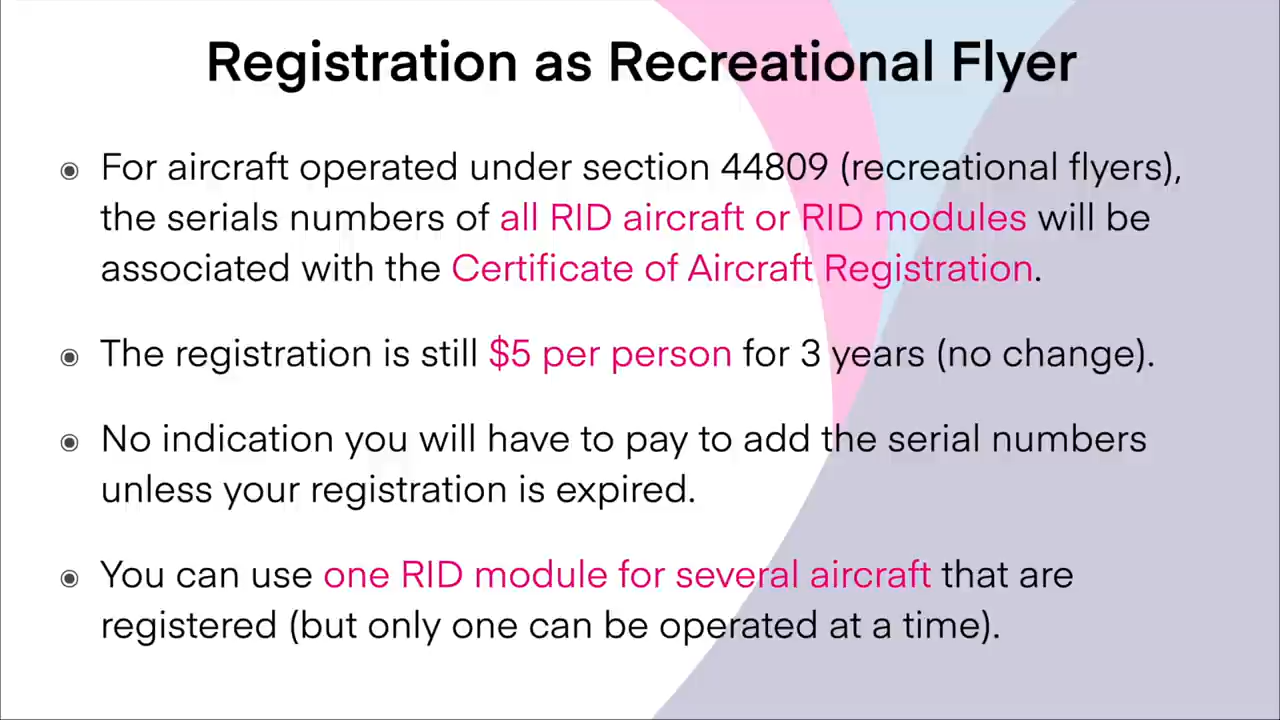 Registration as Recreational Flyer
For aircraft operated under section 44809 (recreational flyers),
the serials numbers of all RID aircraft or RID modules will be
associated with the Certificate of Aircraft Registration.
The registration is still $5 per person for 3 years (no change).
No indication you will have to pay to add the serial numbers
unless your registration is expired.
You can use one RID module for several aircraft that are
registered (but only one can be operated at a time).